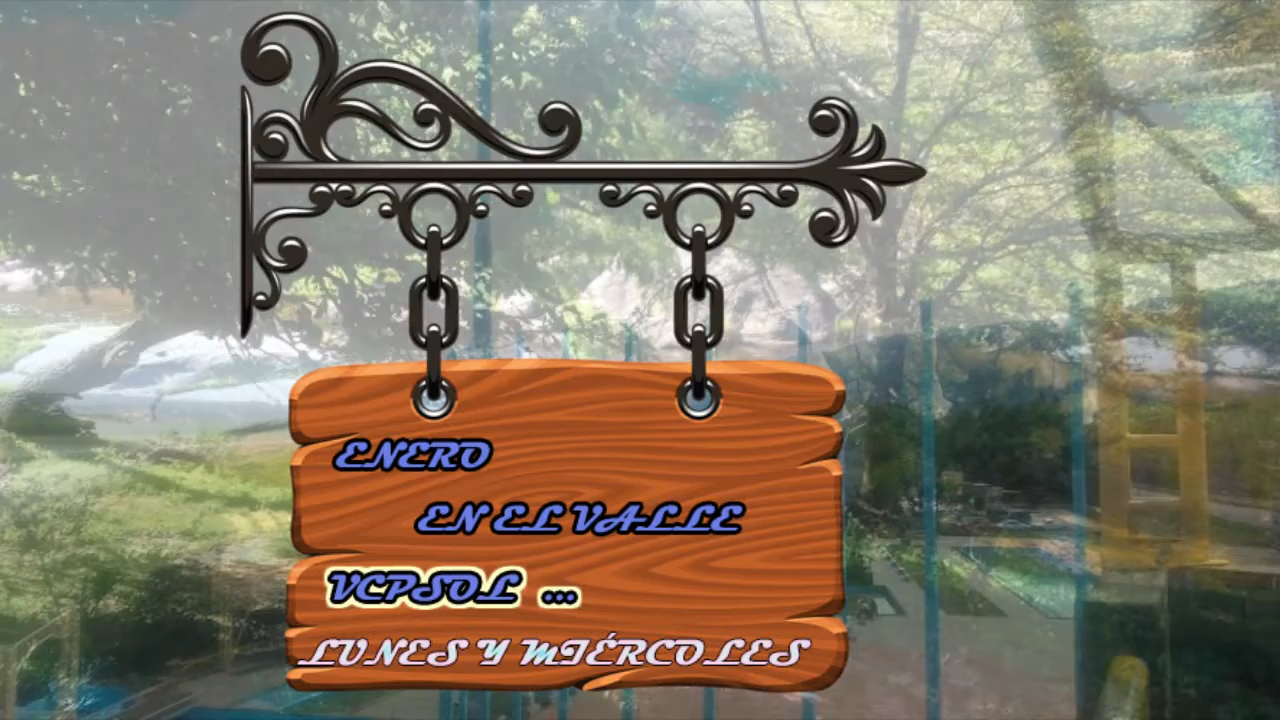 ENERO
EN EL VALLE
VCPSOL ...
LUNES Y MIÉRCOLES